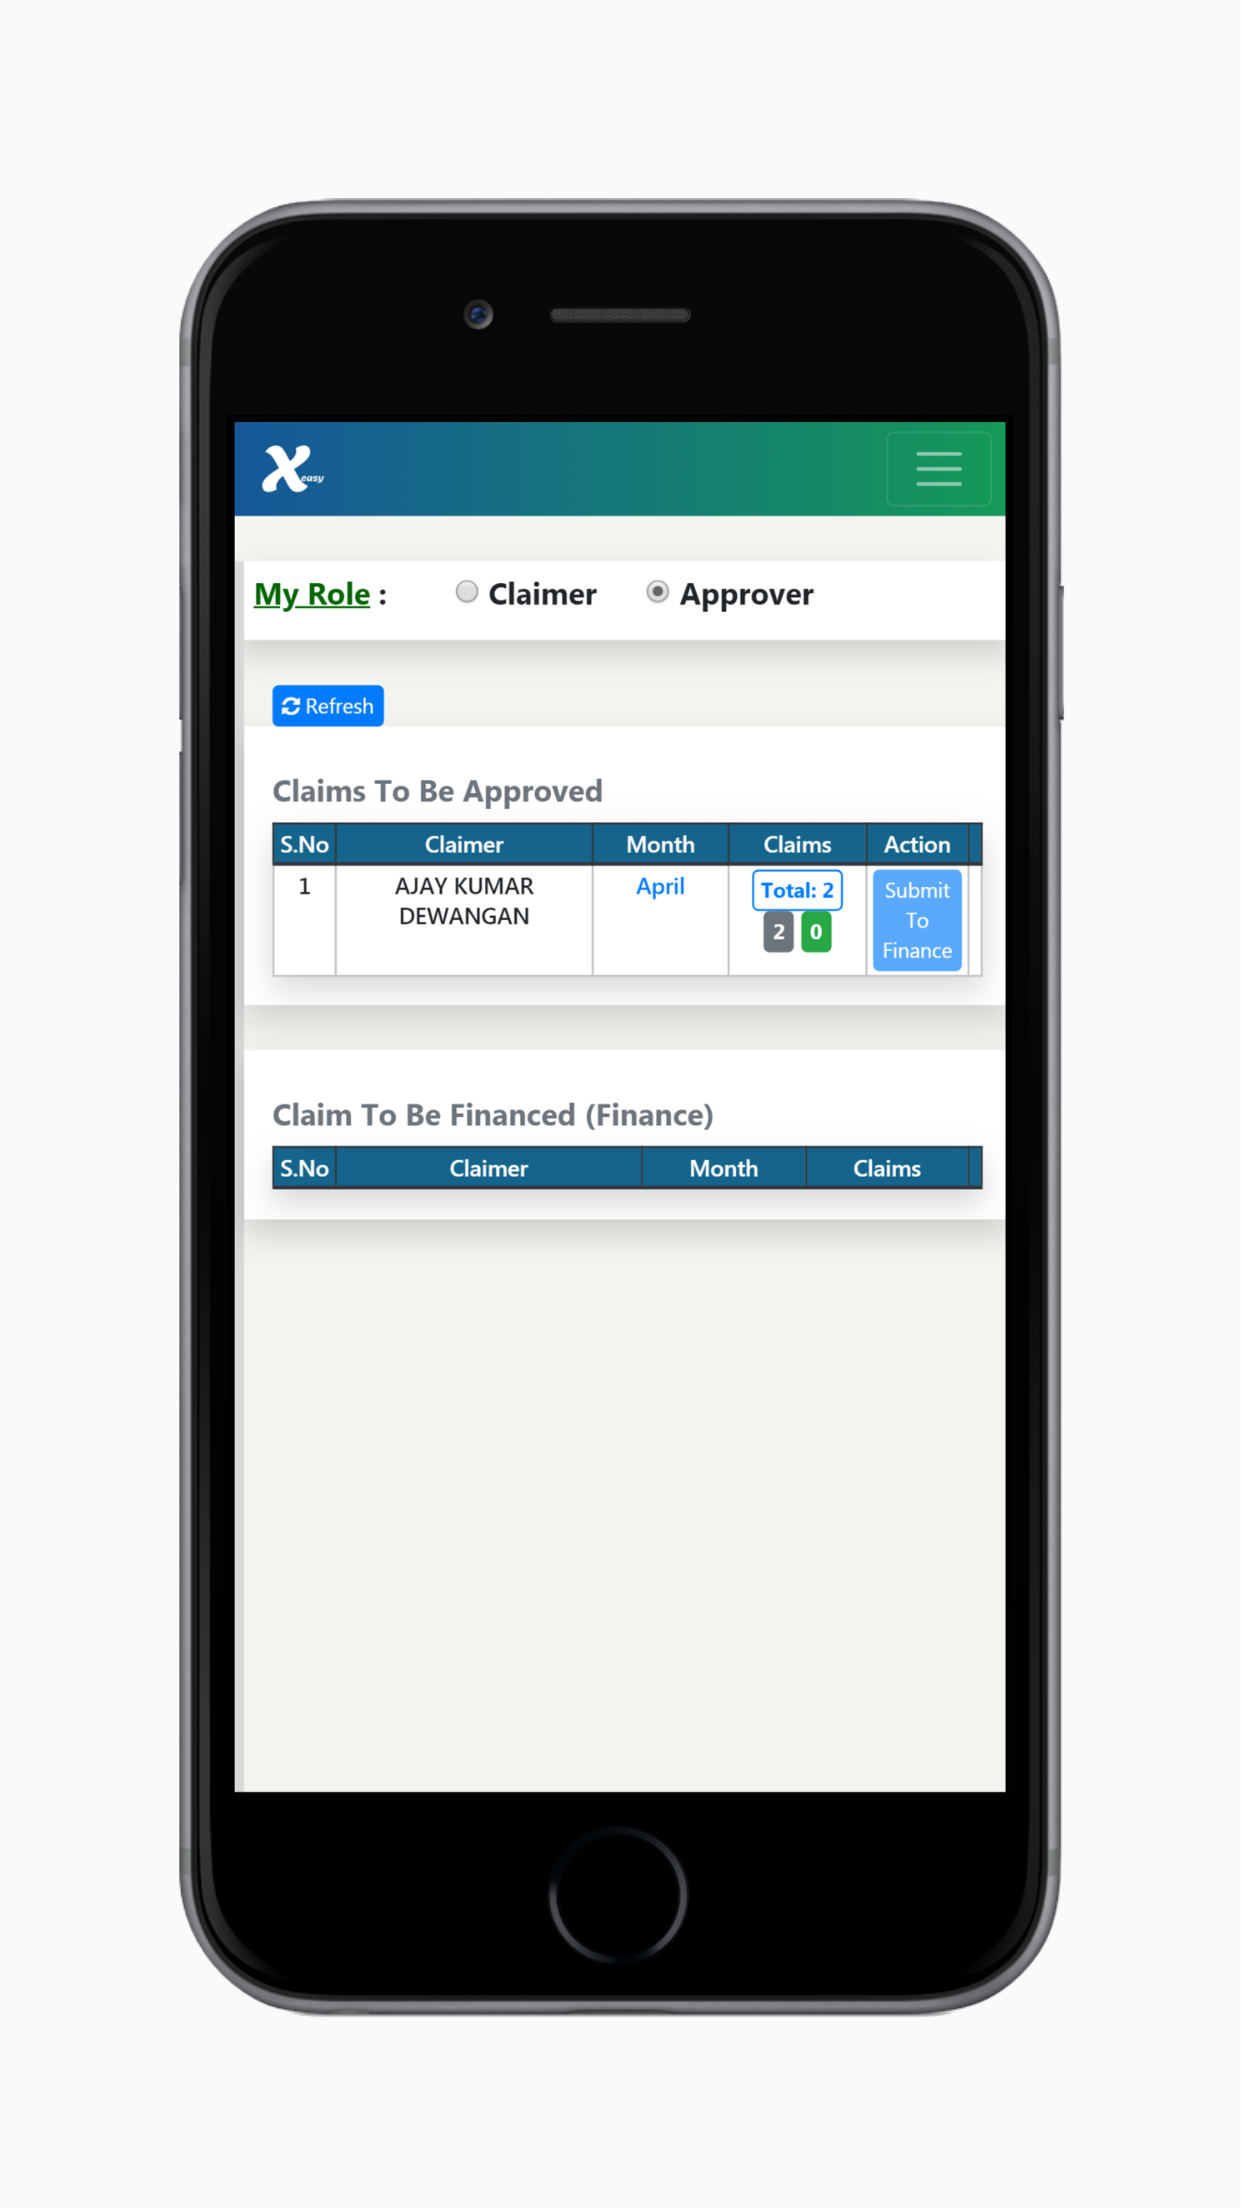 X easy
My Role : Claimer Approver
Refresh
Claims To Be Approved
S.No Claimer Month Claims Action
1 AJAY KUMAR DEWANGAN April Total: 2 2 0 Submit To Finance
Claim To Be Financed (Finance)
S.No Claimer Month Claims